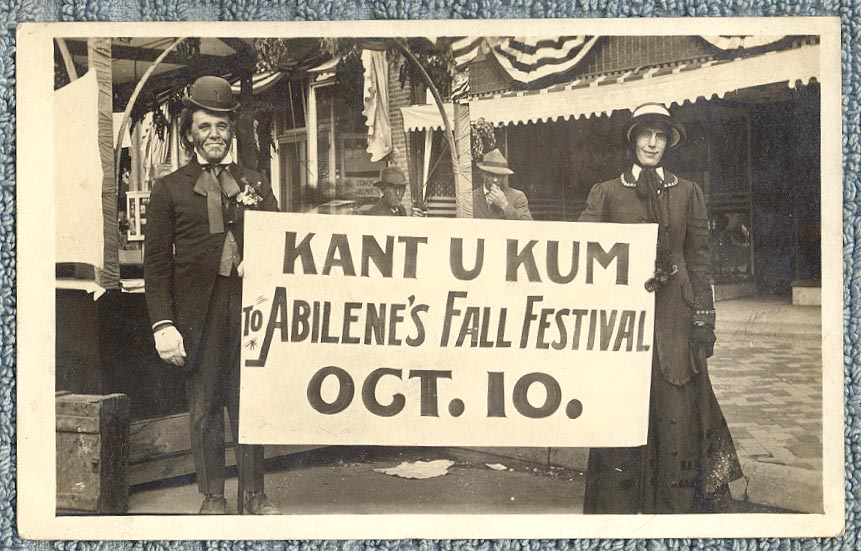 KANT U KUM
TO ABILENE'S FALL FESTIVAL
OCT. 10.